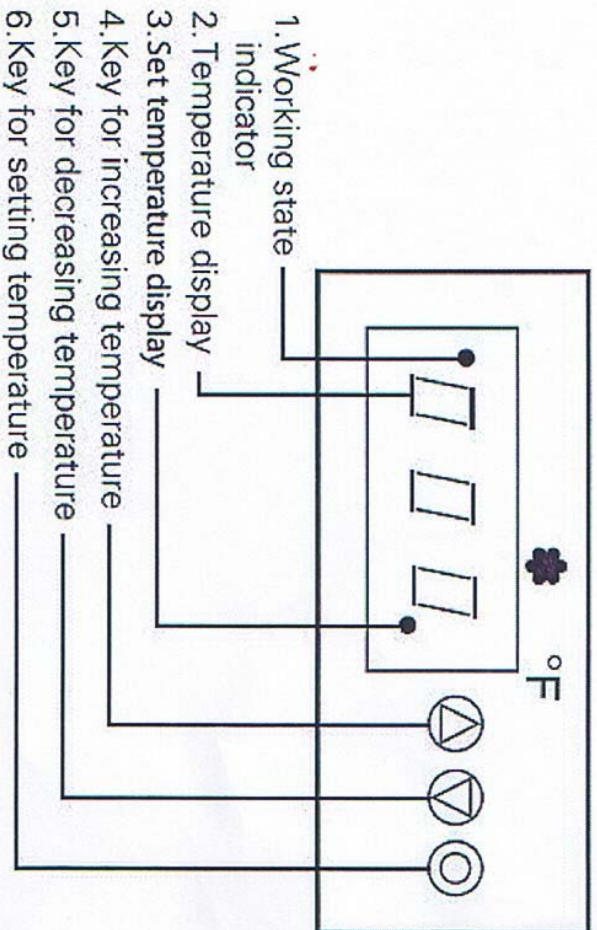 °F
1.Working state
indicator
2.Temperature display
3.Set temperature display
4.Key for increasing temperature
5.Key for decreasing temperature
6.Key for setting temperature